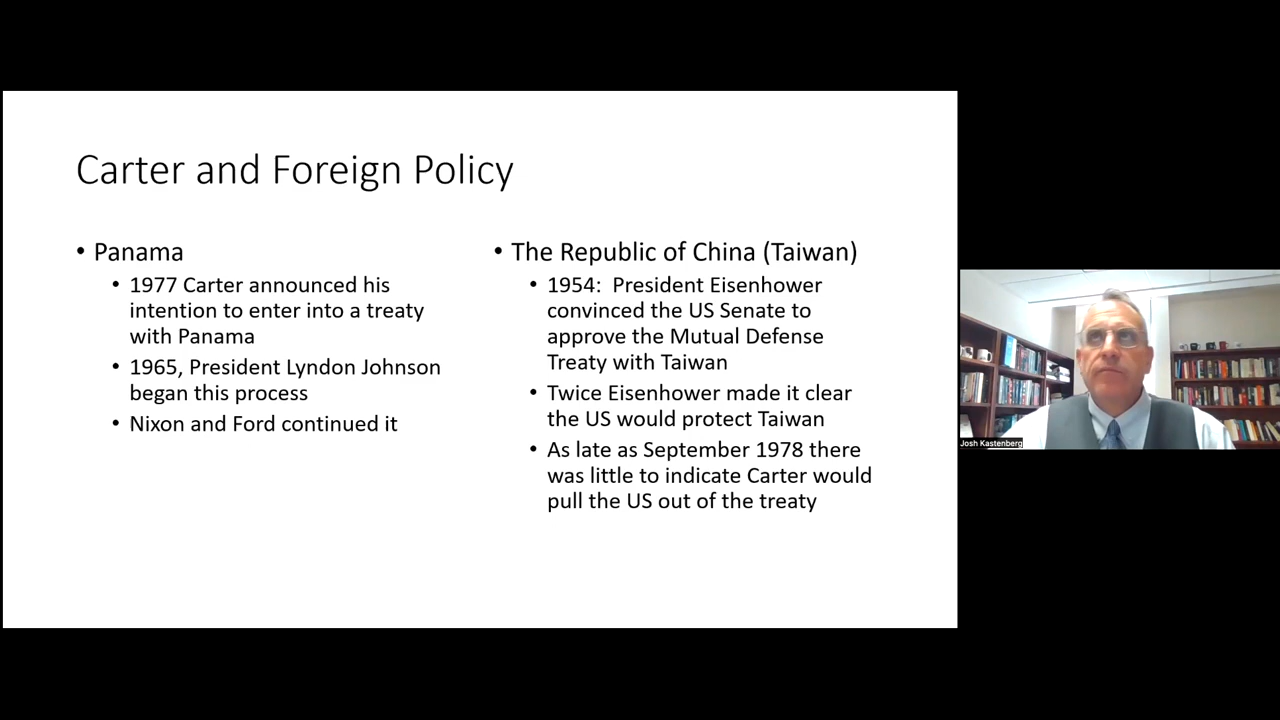 Carter and Foreign Policy
• Panama
• 1977 Carter announced his
intention to enter into a treaty
with Panama
• 1965, President Lyndon Johnson
began this process
• Nixon and Ford continued it
• The Republic of China (Taiwan)
• 1954:  President Eisenhower
convinced the US Senate to
approve the Mutual Defense
Treaty with Taiwan
• Twice Eisenhower made it clear
the US would protect Taiwan
• As late as September 1978 there
was little to indicate Carter would
pull the US out of the treaty
Josh Kastenberg